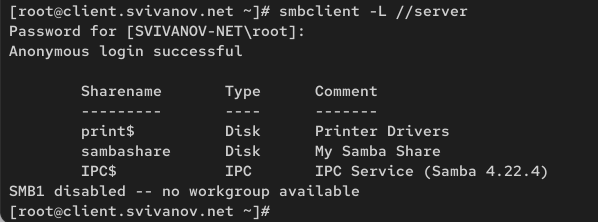 [root@client.svivanov.net ~]# smbclient -L //server
Password for [SVIVANOV-NET\root]:
Anonymous login successful
Sharename Type Comment
--------- ---- -------
print$ Disk Printer Drivers
sambashare Disk My Samba Share
IPC$ IPC IPC Service (Samba 4.22.4)
SMB1 disabled -- no workgroup available
[root@client.svivanov.net ~]#